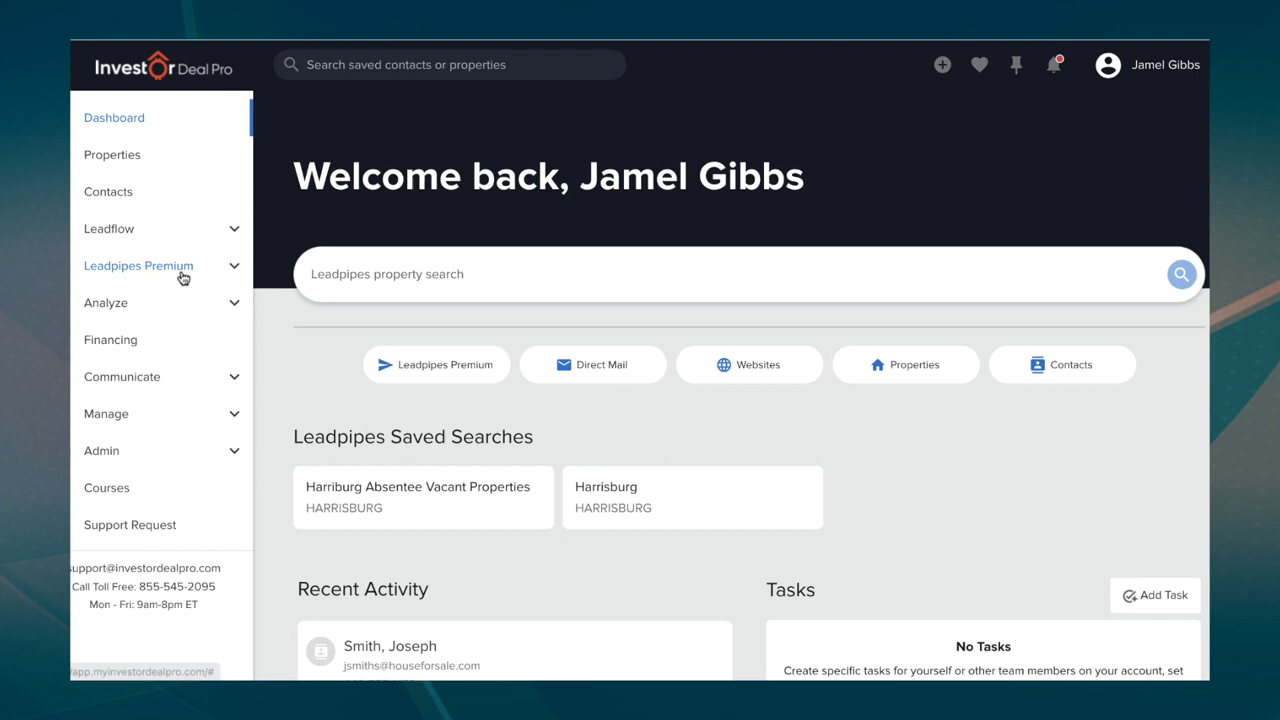 InvestOr Deal Pro
Search saved contacts or properties
Jamel Gibbs
Dashboard
Properties
Contacts
Leadflow
Leadpipes Premium
Analyze
Financing
Communicate
Manage
Admin
Courses
Support Request
support@investordealpro.com
Call Toll Free: 855-545-2095
Mon - Fri: 9am-8pm ET
/app.myinvestordealpro.com/#
Welcome back, Jamel Gibbs
Leadpipes property search
Leadpipes Premium
Direct Mail
Websites
Properties
Contacts
Leadpipes Saved Searches
Harriburg Absentee Vacant Properties
HARRISBURG
Harrisburg
HARRISBURG
Recent Activity
Smith, Joseph
jsmiths@houseforsale.com
Tasks
Add Task
No Tasks
Create specific tasks for yourself or other team members on your account, set